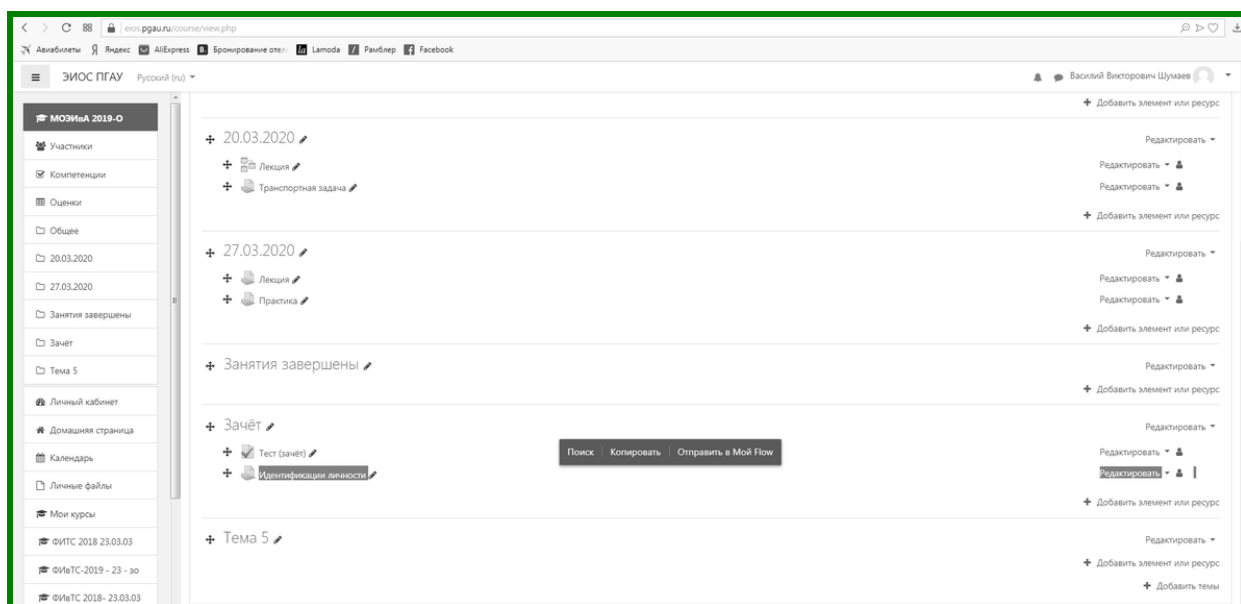 88 eios.pgau.ru/course/view.php
Авиабилеты Яндекс AliExpress Бронирование отел Lamoda Рамблер Facebook
ЭИОС ПГАУ Русский (ru) Василий Викторович Шумаев
Добавить элемент или ресурс
МОЭИвА 2019-О
20.03.2020 Редактировать
Участники
Лекция Редактировать
Компетенции
Транспортная задача Редактировать
Оценки
Добавить элемент или ресурс
Общее
27.03.2020 Редактировать
20.03.2020
Лекция Редактировать
27.03.2020
Практика Редактировать
Занятия завершены
Добавить элемент или ресурс
Зачёт
Занятия завершены Редактировать
Тема 5
Добавить элемент или ресурс
Личный кабинет
Зачёт Редактировать
Домашняя страница
Тест (зачёт) Поиск Копировать Отправить в Мой Flow Редактировать
Календарь
Идентификации личности Редактировать
Личные файлы
Добавить элемент или ресурс
Мои курсы
Тема 5 Редактировать
ФИТС 2018 23.03.03
Добавить элемент или ресурс
ФИвТС-2019 - 23 - зо
Добавить темы
ФИвТС 2018- 23.03.03